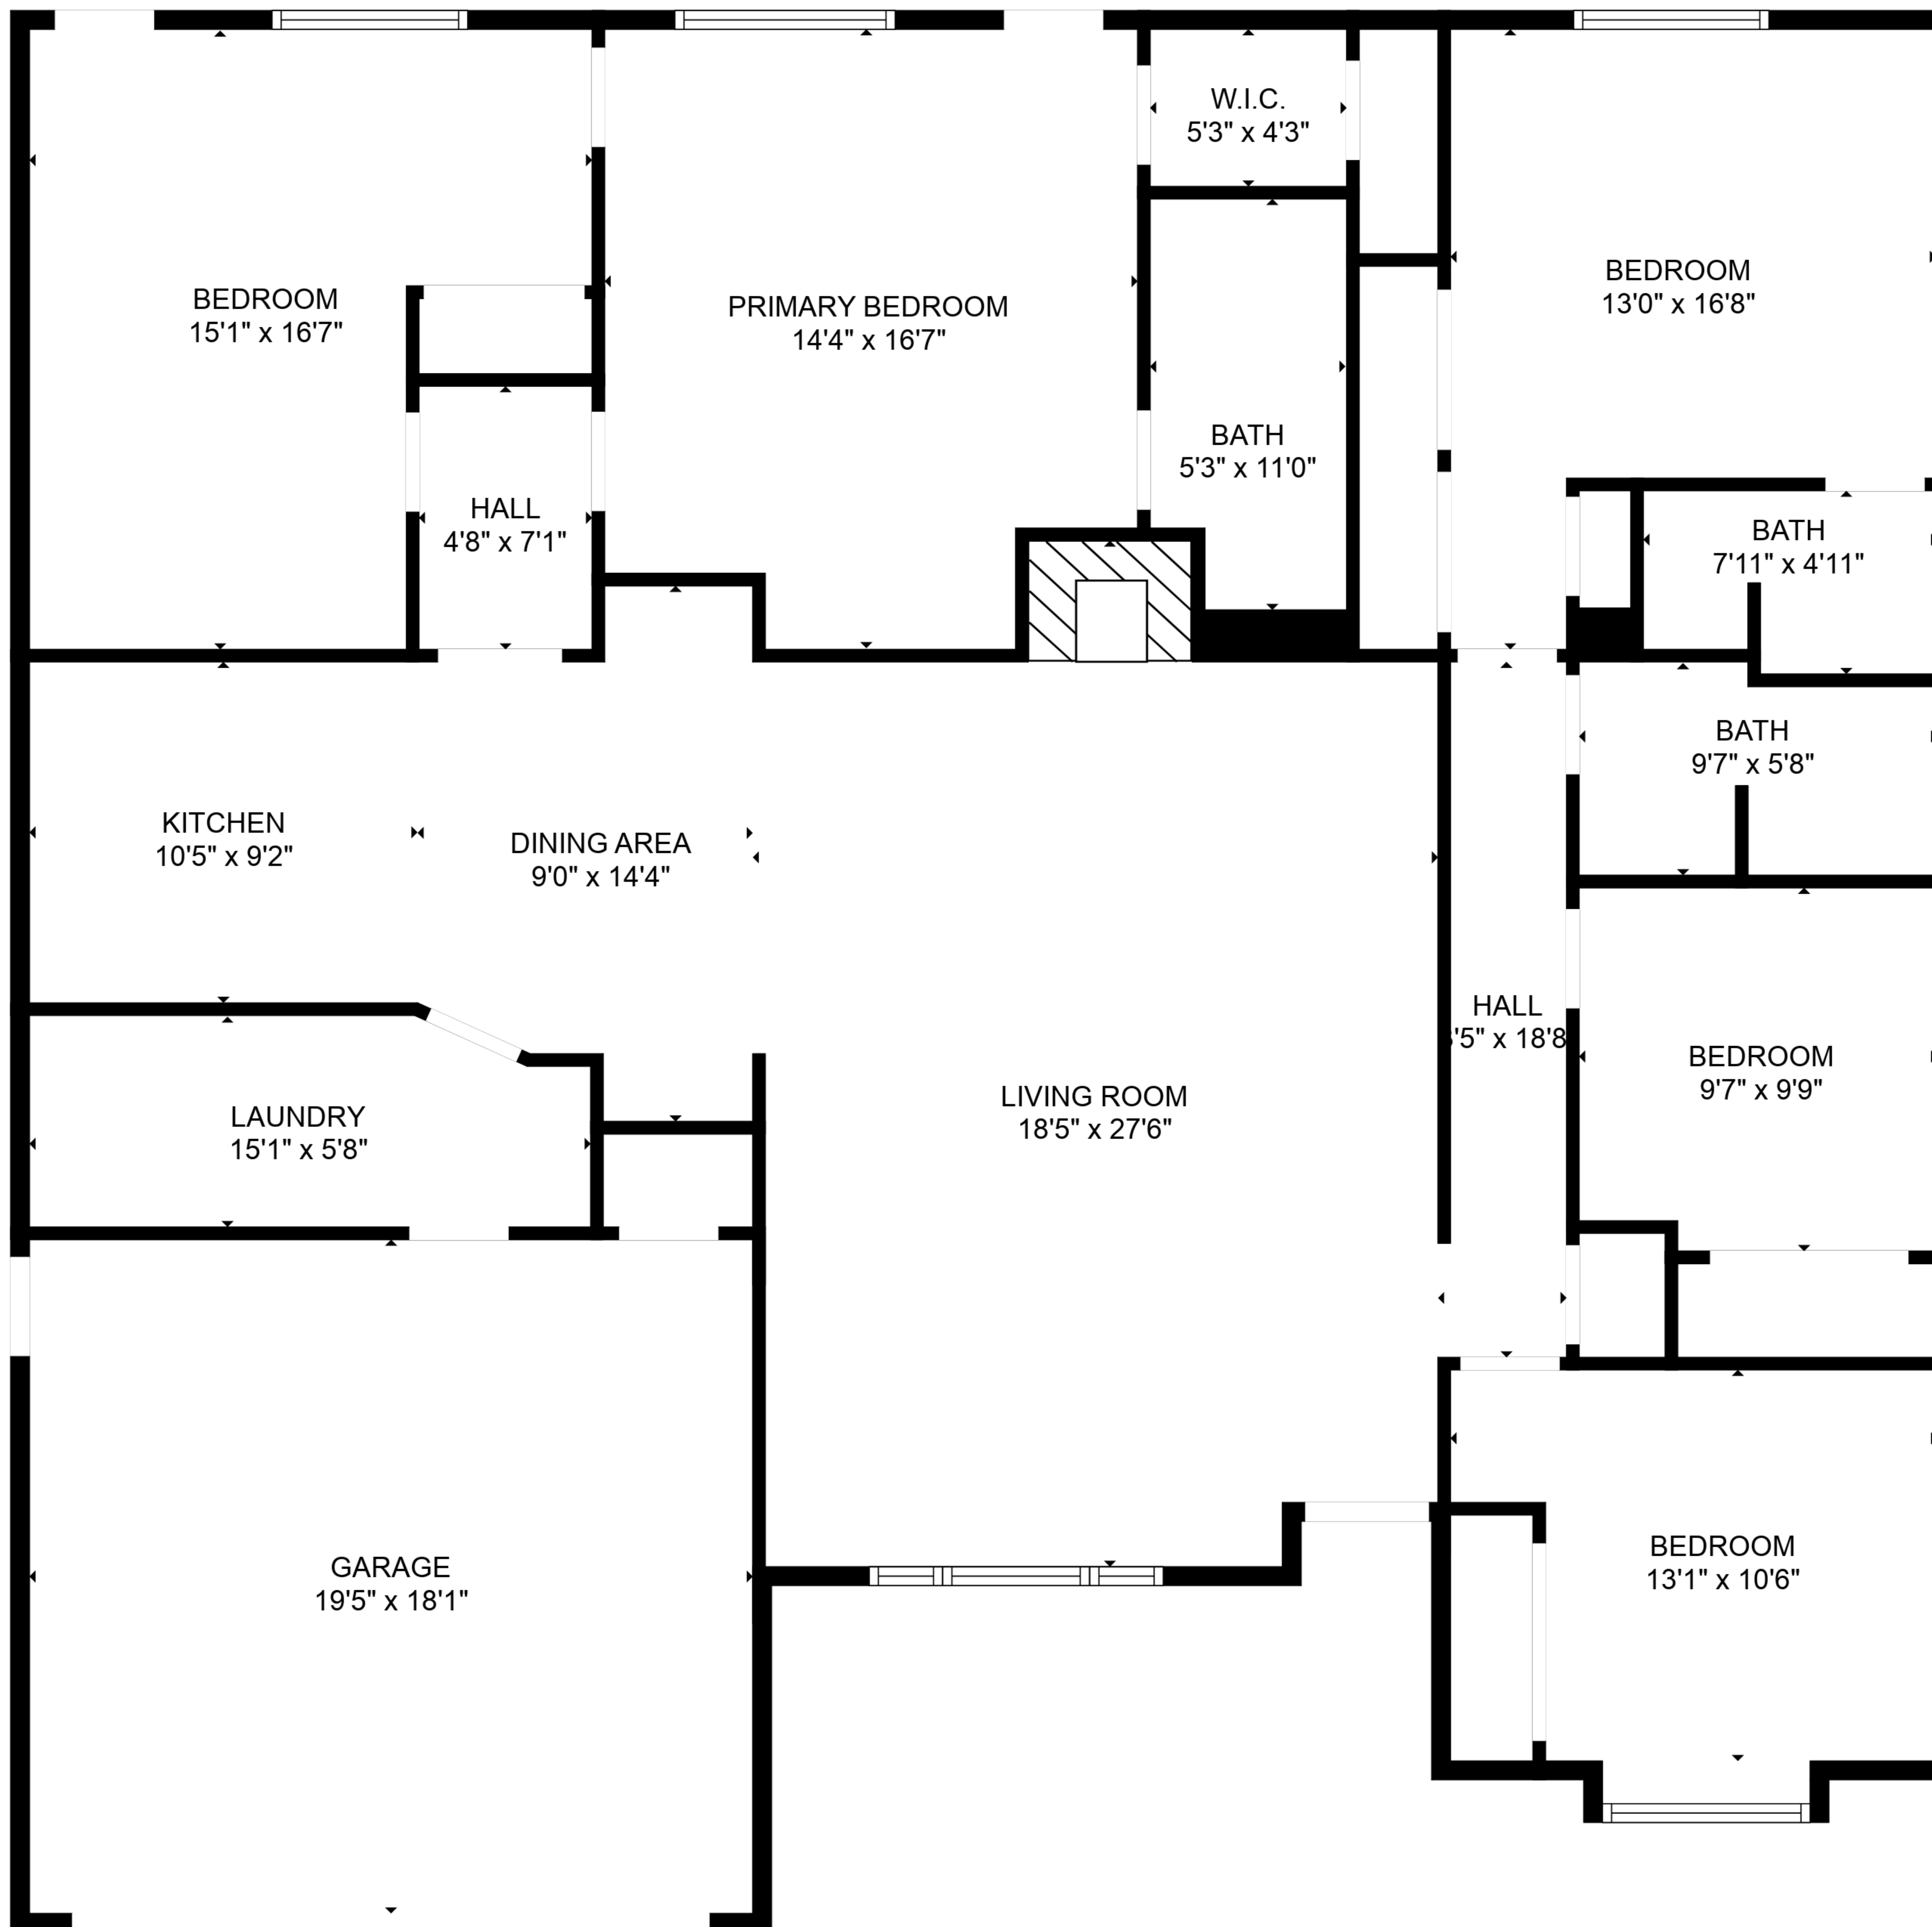 W.I.C.
5'3" x 4'3"
BEDROOM
13'0" x 16'8"
BEDROOM
15'1" x 16'7"
PRIMARY BEDROOM
14'4" x 16'7"
BATH
5'3" x 11'0"
HALL
4'8" x 7'1"
BATH
7'11" x 4'11"
BATH
9'7" x 5'8"
KITCHEN
10'5" x 9'2"
DINING AREA
9'0" x 14'4"
HALL
'5" x 18'8
BEDROOM
9'7" x 9'9"
LIVING ROOM
18'5" x 27'6"
LAUNDRY
15'1" x 5'8"
BEDROOM
13'1" x 10'6"
GARAGE
19'5" x 18'1"